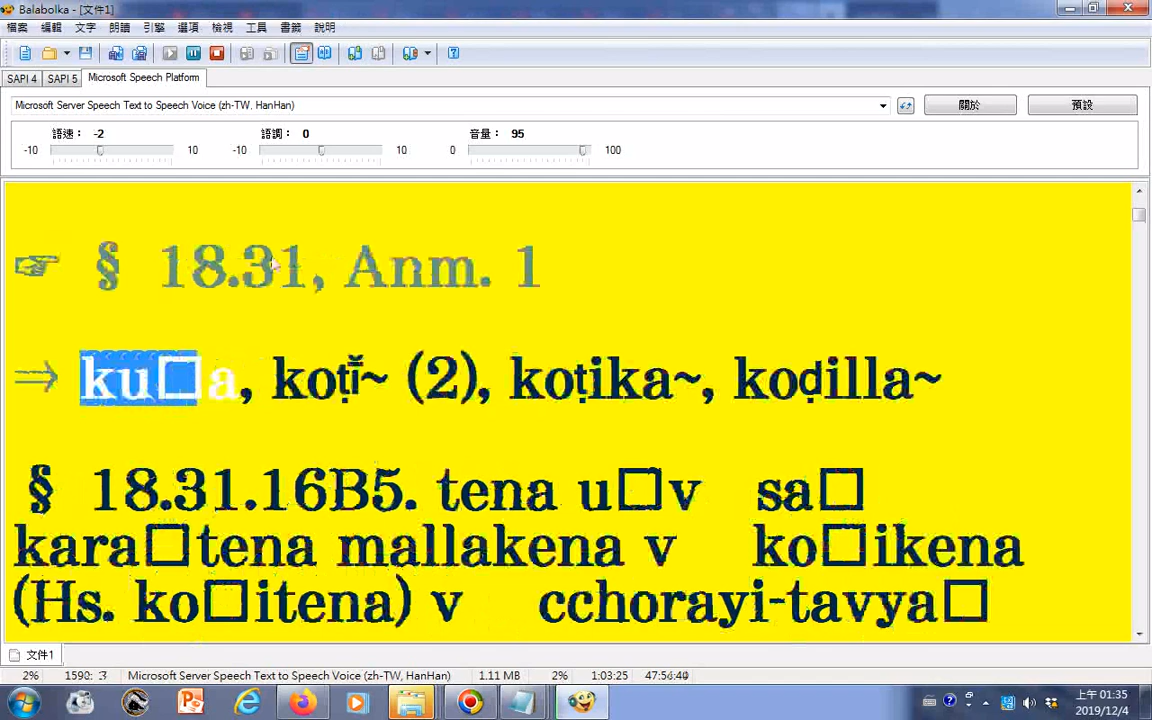 Balabolka - [文件1]
檔案 編輯 文字 朗讀 引擎 選項 檢視 工具 書籤 說明
SAPI 4 SAPI 5 Microsoft Speech Platform
Microsoft Server Speech Text to Speech Voice (zh-TW, HanHan) 關於 預設
語速： -2 語調： 0 音量： 95
-10 10 -10 10 0 100
☞ § 18.31, Anm. 1
⇒ ku□a, koṭī̆~ (2), koṭika~, koḍilla~
§ 18.31.16B5. tena u□v sa□
kara□tena mallakena v ko□ikena
(Hs. ko□itena) v cchorayi-tavya□
文件1
2% 1590: 3 Microsoft Server Speech Text to Speech Voice (zh-TW, HanHan) 1.11 MB 2% 1:03:25 47:54:40
上午 01:35
2019/12/4